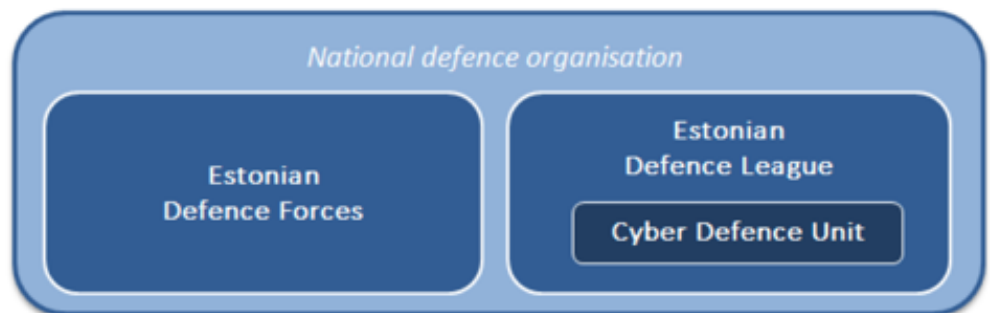 National defence organisation
Estonian
Defence Forces
Estonian
Defence League
Cyber Defence Unit